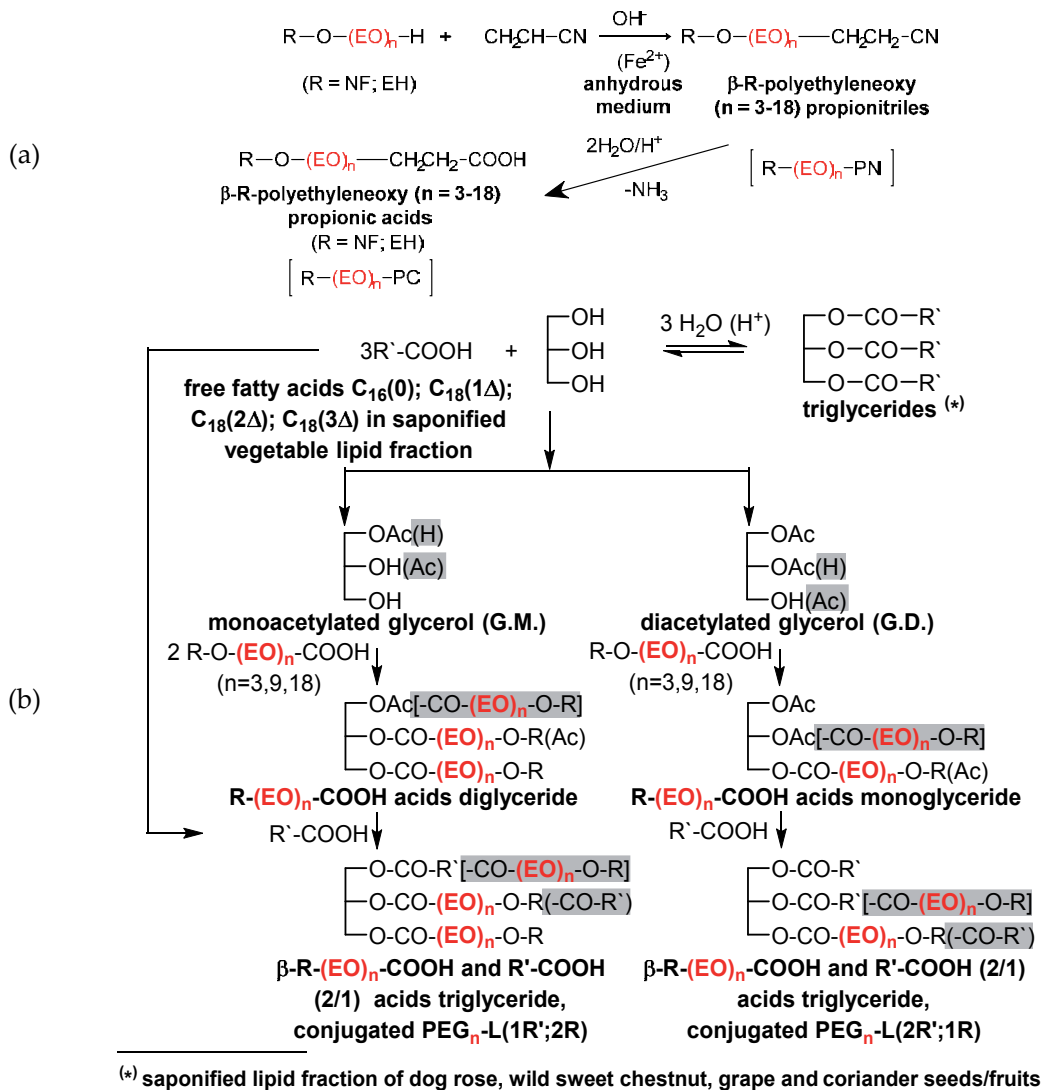 R—O—(EO)n—H + CH2CH—CN OH- (Fe2+) anhydrous medium R—O—(EO)n—CH2CH2—CN
(R = NF; EH)
β-R-polyethyleneoxy
(n = 3-18) propionitriles
(a)
R—O—(EO)n—CH2CH2-COOH
2H2O/H+
-NH3
[ R—(EO)n–PN ]
β-R-polyethyleneoxy (n = 3-18)
propionic acids
(R = NF; EH)
[ R—(EO)n–PC ]
3R`-COOH +
OH
OH
OH
3 H2O (H+)
O—CO—R`
O—CO—R`
O—CO—R`
triglycerides (*)
free fatty acids C16(0); C18(1Δ);
C18(2Δ); C18(3Δ) in saponified
vegetable lipid fraction
OAc(H)
OH(Ac)
OH
monoacetylated glycerol (G.M.)
OAc
OAc(H)
OH(Ac)
diacetylated glycerol (G.D.)
2 R-O-(EO)n-COOH
(n=3,9,18)
R-O-(EO)n-COOH
(n=3,9,18)
(b)
OAc[-CO-(EO)n-O-R]
O-CO-(EO)n-O-R(Ac)
O-CO-(EO)n-O-R
R-(EO)n-COOH acids diglyceride
OAc
OAc[-CO-(EO)n-O-R]
O-CO-(EO)n-O-R(Ac)
R-(EO)n-COOH acids monoglyceride
R`-COOH
R`-COOH
O-CO-R`[-CO-(EO)n-O-R]
O-CO-(EO)n-O-R(-CO-R`)
O-CO-(EO)n-O-R
β-R-(EO)n-COOH and R'-COOH
(2/1) acids triglyceride,
conjugated PEGn-L(1R';2R)
O-CO-R`
O-CO-R`[-CO-(EO)n-O-R]
O-CO-(EO)n-O-R(-CO-R`)
β-R-(EO)n-COOH and R'-COOH (2/1)
acids triglyceride,
conjugated PEGn-L(2R';1R)
(*) saponified lipid fraction of dog rose, wild sweet chestnut, grape and coriander seeds/fruits